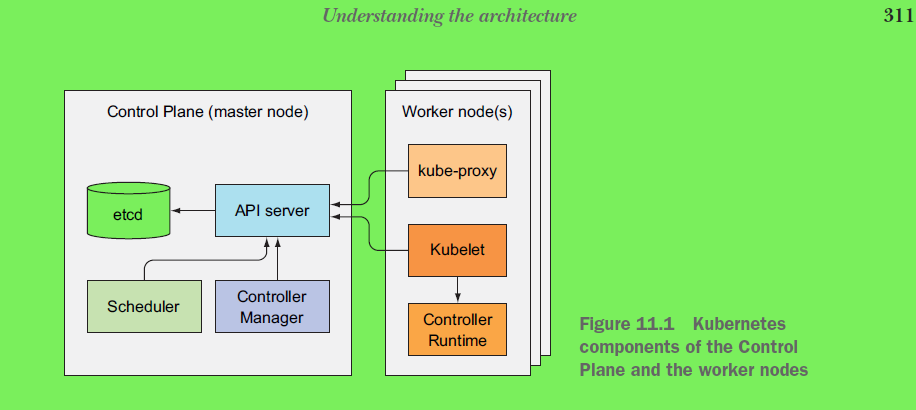 Understanding the architecture
311
Control Plane (master node)
etcd
API server
Scheduler
Controller
Manager
Worker node(s)
kube-proxy
Kubelet
Controller
Runtime
Figure 11.1 Kubernetes
components of the Control
Plane and the worker nodes